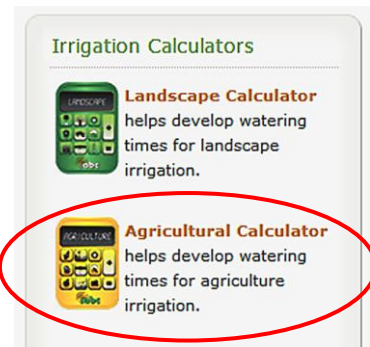 Irrigation Calculators
LANDSCAPE
Landscape Calculator
helps develop watering
times for landscape
irrigation.
AGRICULTURE
Agricultural Calculator
helps develop watering
times for agriculture
irrigation.